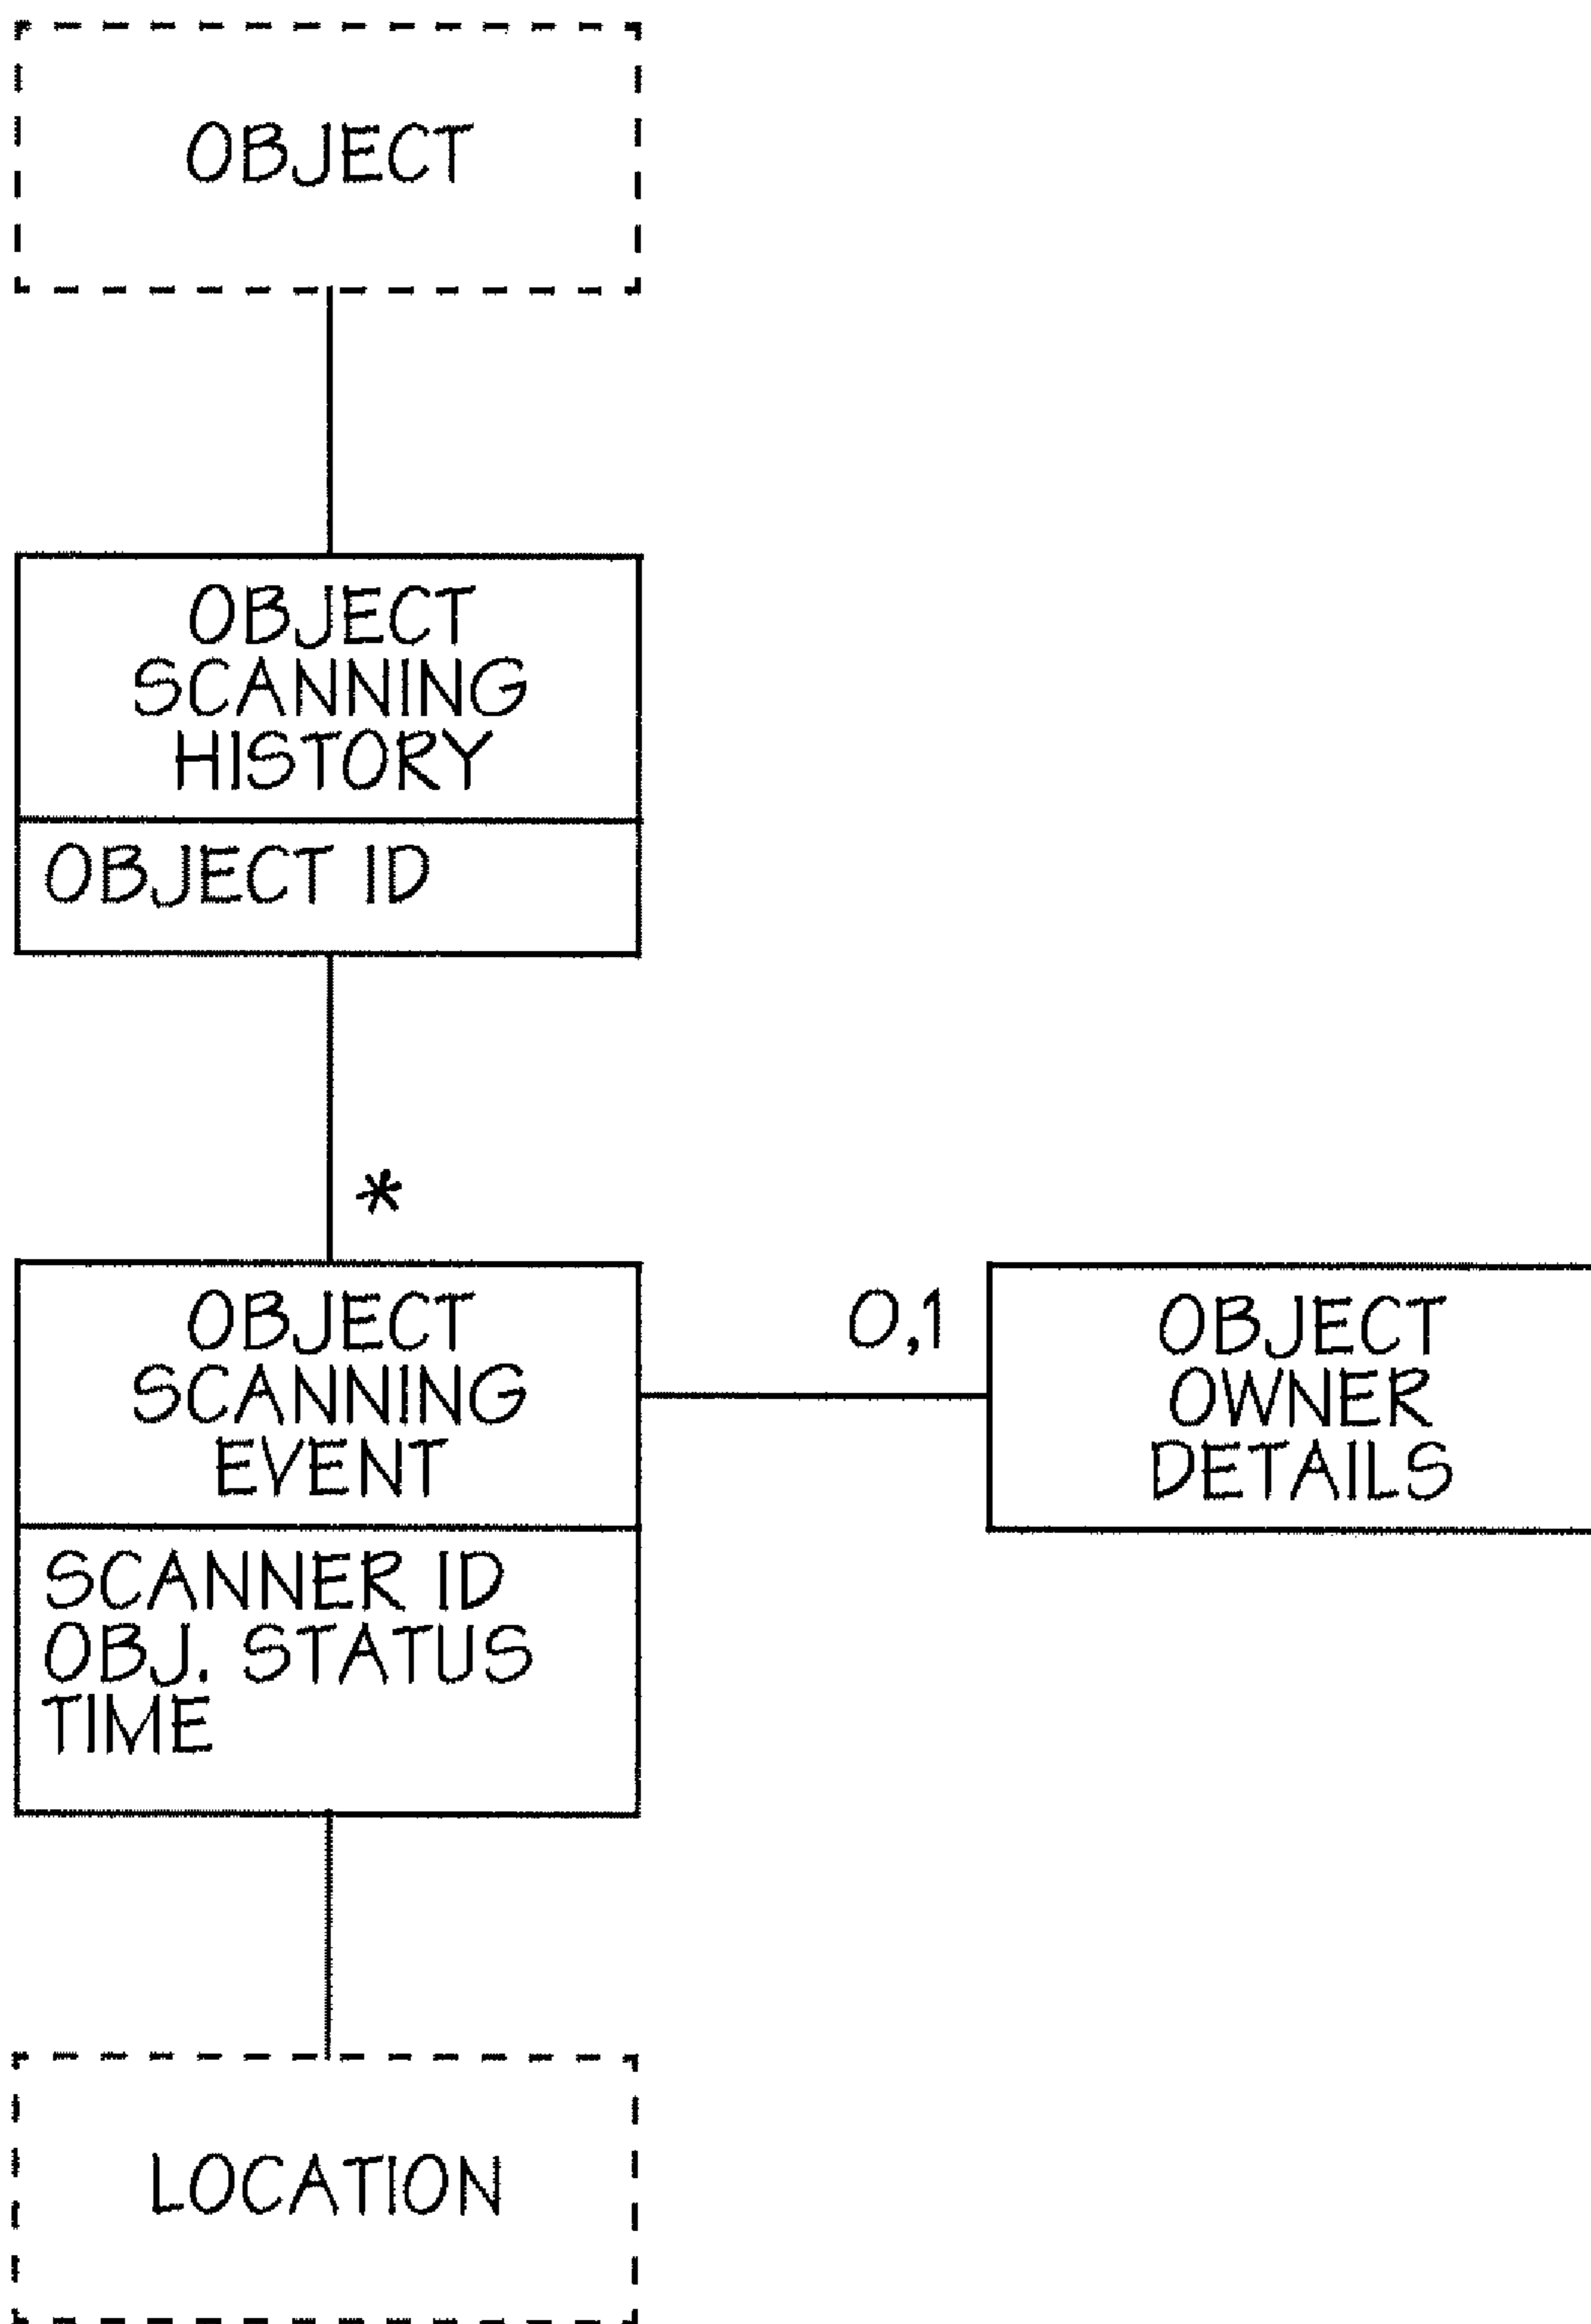 OBJECT
OBJECT
SCANNING
HISTORY
OBJECT ID
*
OBJECT
SCANNING
EVENT
0,1
OBJECT
OWNER
DETAILS
SCANNER ID
OBJ. STATUS
TIME
LOCATION